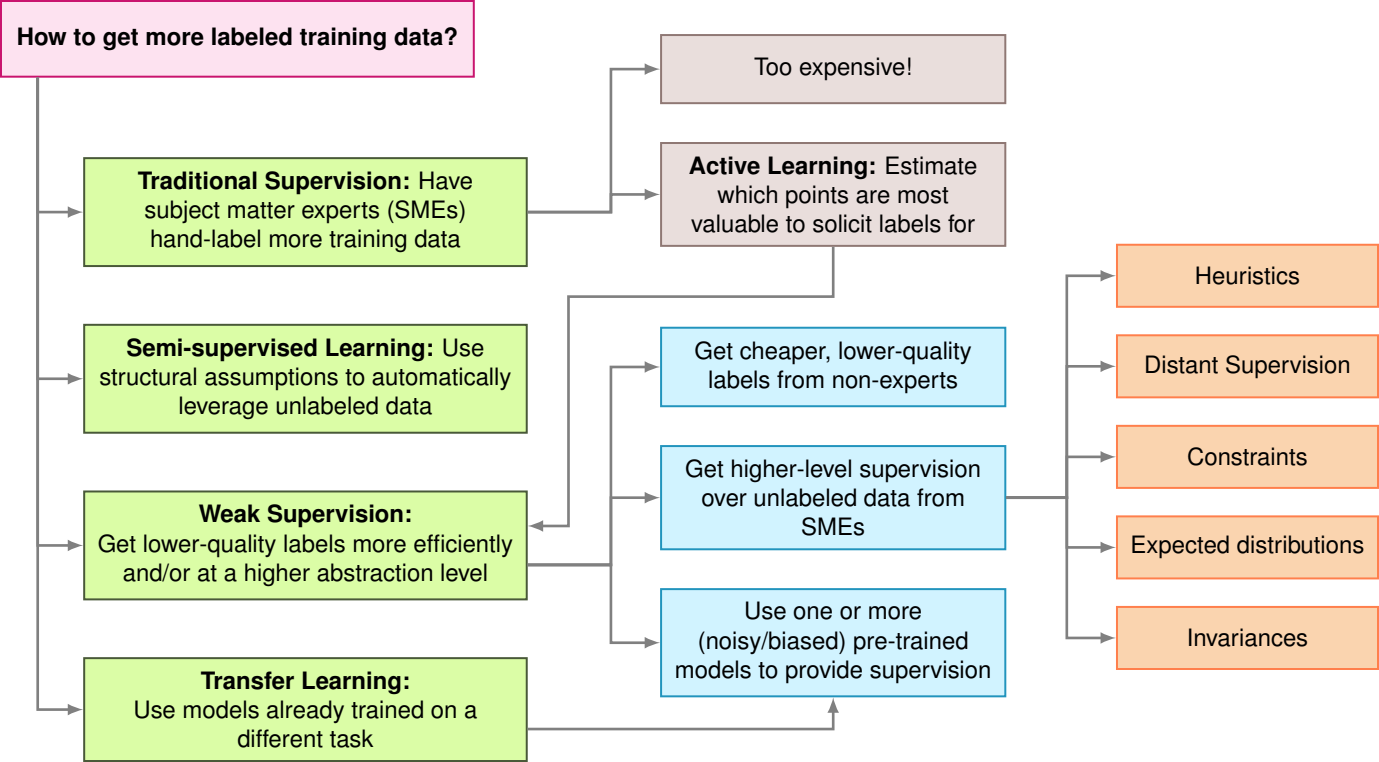 How to get more labeled training data?
Too expensive!
Traditional Supervision: Have
subject matter experts (SMEs)
hand-label more training data
Active Learning: Estimate
which points are most
valuable to solicit labels for
Semi-supervised Learning: Use
structural assumptions to automatically
leverage unlabeled data
Weak Supervision:
Get lower-quality labels more efficiently
and/or at a higher abstraction level
Transfer Learning:
Use models already trained on a
different task
Get cheaper, lower-quality
labels from non-experts
Get higher-level supervision
over unlabeled data from
SMEs
Use one or more
(noisy/biased) pre-trained
models to provide supervision
Heuristics
Distant Supervision
Constraints
Expected distributions
Invariances